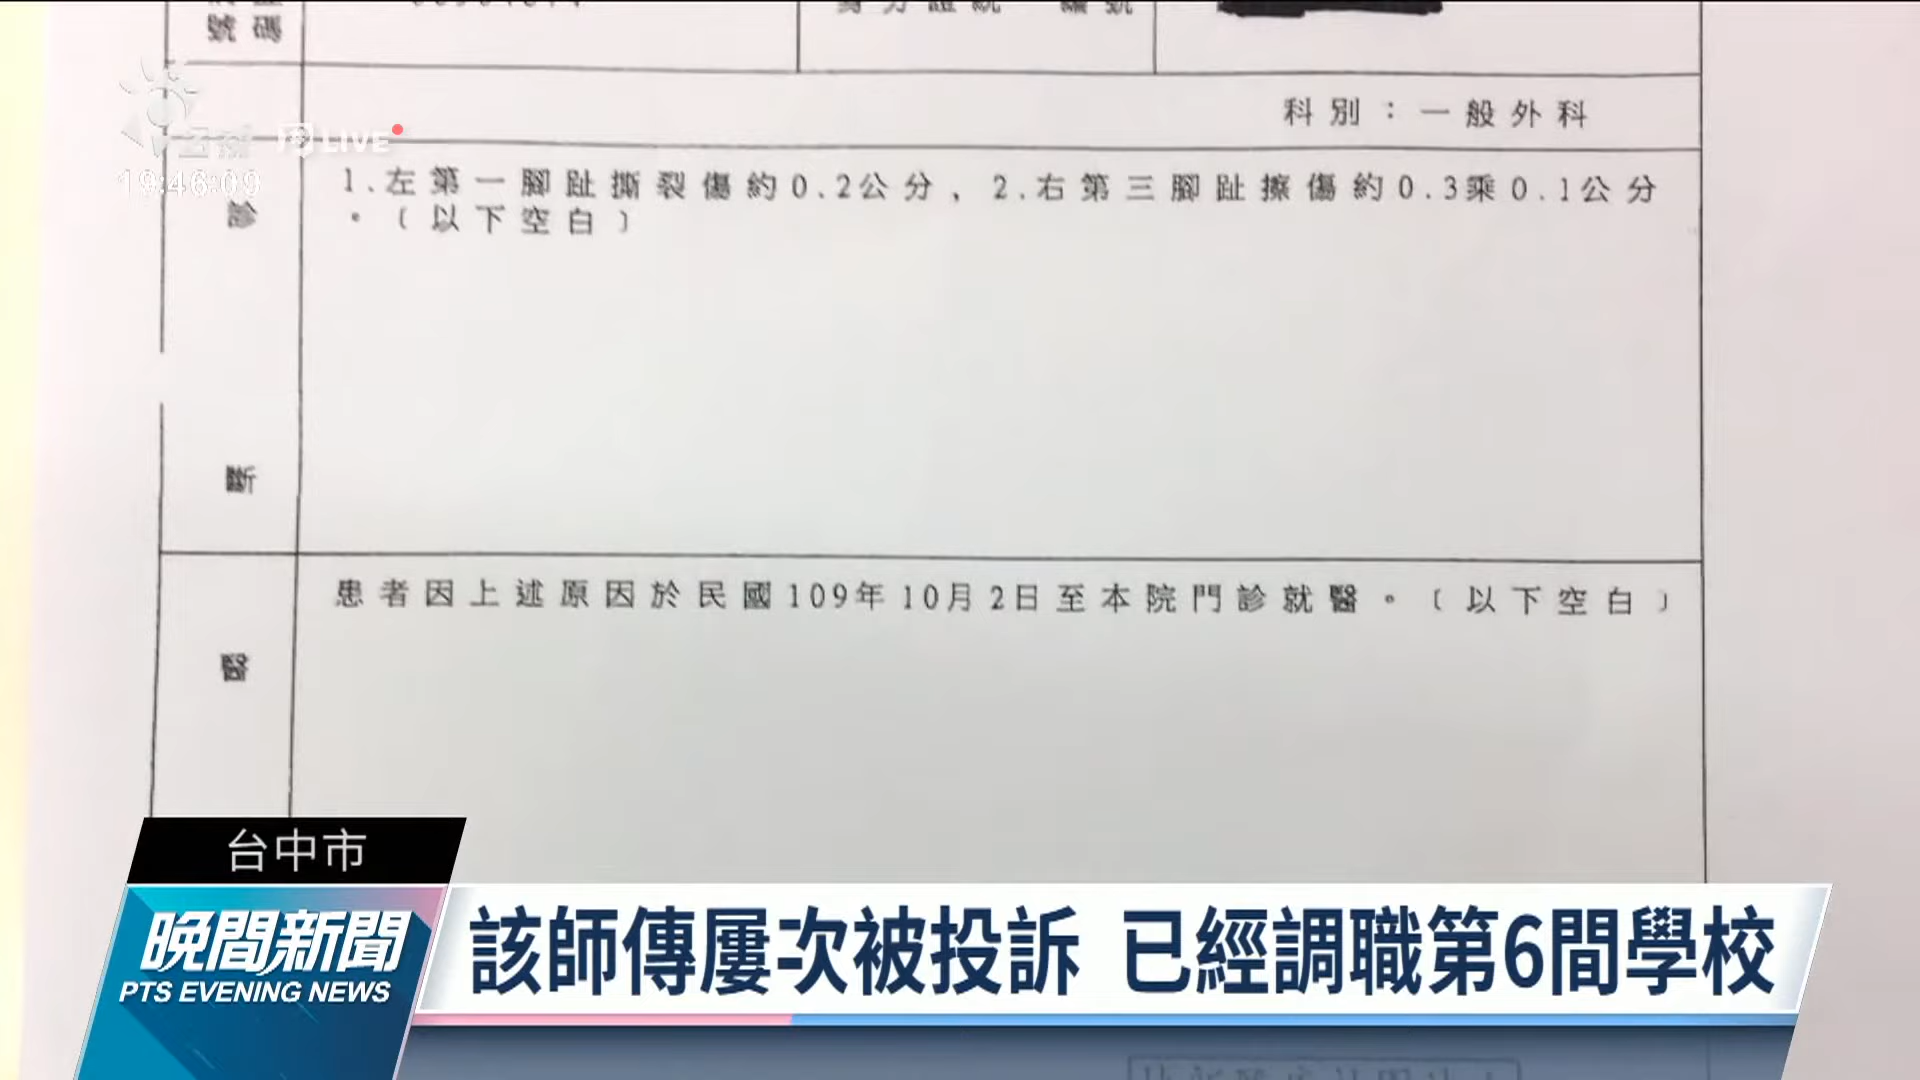 號碼
科別：一般外科
公視 LIVE
19:46:09
1.左第一腳趾撕裂傷約0.2公分，2.右第三腳趾擦傷約0.3乘0.1公分
。（以下空白）
診
斷
患者因上述原因於民國109年10月2日至本院門診就醫。（以下空白）
醫
台中市
晚間新聞
PTS EVENING NEWS
該師傳屢次被投訴 已經調職第6間學校